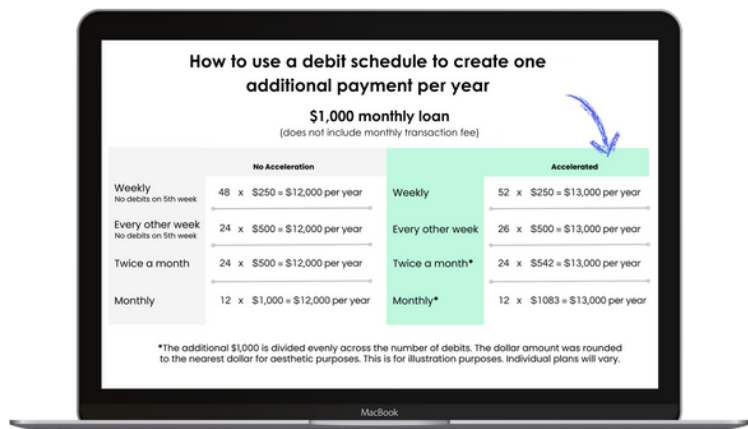 How to use a debit schedule to create one
additional payment per year
$1,000 monthly loan
(does not include monthly transaction fee)
No Acceleration
Accelerated
Weekly
No debits on 5th week
48 x $250 = $12,000 per year
Weekly
52 x $250 = $13,000 per year
Every other week
No debits on 5th week
24 x $500 = $12,000 per year
Every other week
26 x $500 = $13,000 per year
Twice a month
24 x $500 = $12,000 per year
Twice a month*
24 x $542 = $13,000 per year
Monthly
12 x $1,000 = $12,000 per year
Monthly*
12 x $1083 = $13,000 per year
*The additional $1,000 is divided evenly across the number of debits. The dollar amount was rounded
to the nearest dollar for aesthetic purposes. This is for illustration purposes. Individual plans will vary.
MacBook